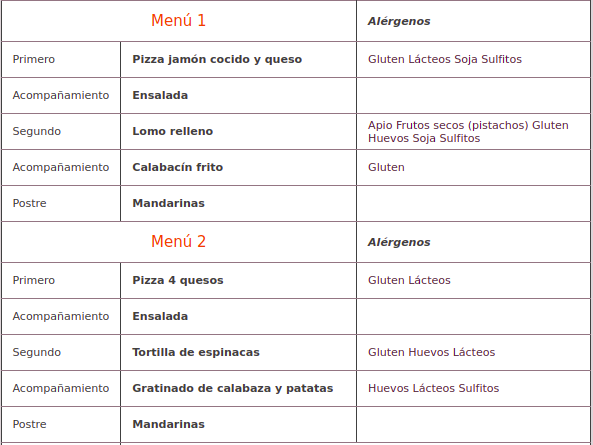 Menú 1
Alérgenos
Primero
Pizza jamón cocido y queso
Gluten Lácteos Soja Sulfitos
Acompañamiento
Ensalada
Segundo
Lomo relleno
Apio Frutos secos (pistachos) Gluten
Huevos Soja Sulfitos
Acompañamiento
Calabacín frito
Gluten
Postre
Mandarinas
Menú 2
Alérgenos
Primero
Pizza 4 quesos
Gluten Lácteos
Acompañamiento
Ensalada
Segundo
Tortilla de espinacas
Gluten Huevos Lácteos
Acompañamiento
Gratinado de calabaza y patatas
Huevos Lácteos Sulfitos
Postre
Mandarinas